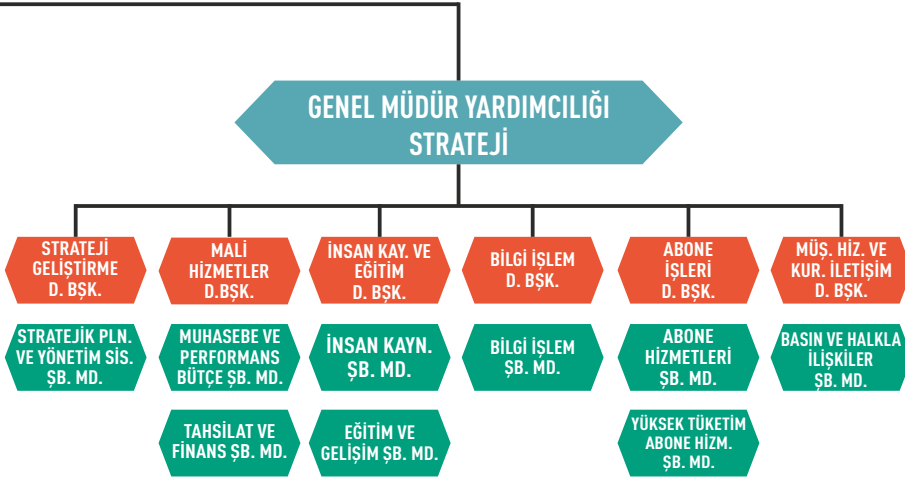 GENEL MÜDÜR YARDIMCILIĞI
STRATEJİ
STRATEJİ
GELİŞTİRME
D. BŞK.
MALİ
HİZMETLER
D.BŞK.
İNSAN KAY. VE
EĞİTİM
D. BŞK.
BİLGİ İŞLEM
D. BŞK.
ABONE
İŞLERİ
D. BŞK.
MÜŞ. HİZ. VE
KUR. İLETİŞİM
D. BŞK.
STRATEJİK PLN.
VE YÖNETİM SİS.
ŞB. MD.
MUHASEBE VE
PERFORMANS
BÜTÇE ŞB. MD.
İNSAN KAYN.
ŞB. MD.
BİLGİ İŞLEM
ŞB. MD.
ABONE
HİZMETLERİ
ŞB. MD.
BASIN VE HALKLA
İLİŞKİLER
ŞB. MD.
TAHSİLAT VE
FİNANS ŞB. MD.
EĞİTİM VE
GELİŞİM ŞB. MD.
YÜKSEK TÜKETİM
ABONE HİZM.
ŞB. MD.